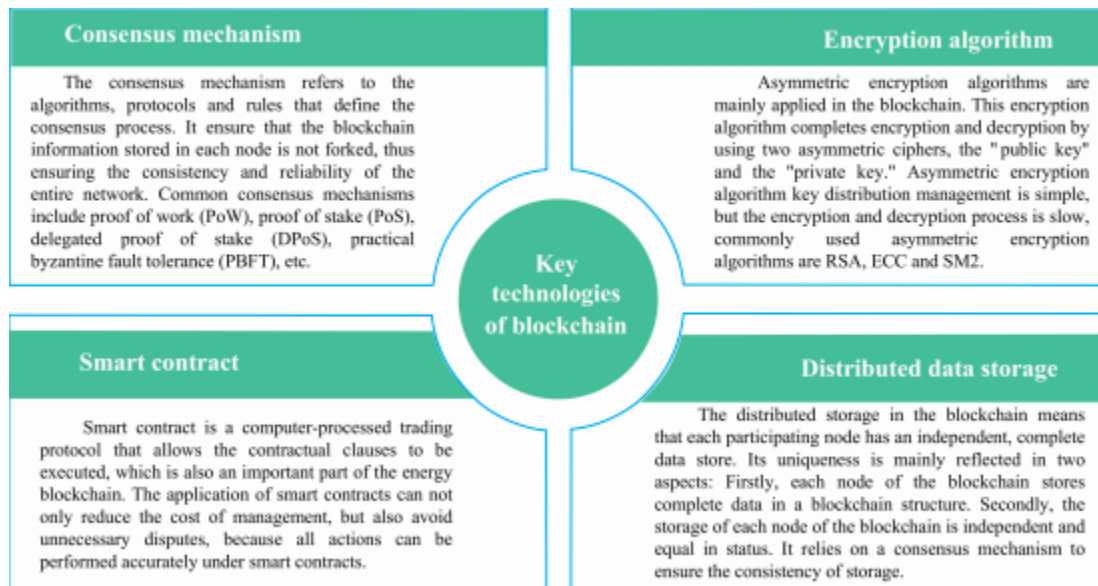 Consensus mechanism
The consensus mechanism refers to the
algorithms, protocols and rules that define the
consensus process. It ensure that the blockchain
information stored in each node is not forked, thus
ensuring the consistency and reliability of the
entire network. Common consensus mechanisms
include proof of work (PoW), proof of stake (PoS),
delegated proof of stake (DPoS), practical
byzantine fault tolerance (PBFT), etc.
Encryption algorithm
Asymmetric encryption algorithms are
mainly applied in the blockchain. This encryption
algorithm completes encryption and decryption by
using two asymmetric ciphers, the "public key"
and the "private key." Asymmetric encryption
algorithm key distribution management is simple,
but the encryption and decryption process is slow,
commonly used asymmetric encryption
algorithms are RSA, ECC and SM2.
Key
technologies
of blockchain
Smart contract
Smart contract is a computer-processed trading
protocol that allows the contractual clauses to be
executed, which is also an important part of the energy
blockchain. The application of smart contracts can not
only reduce the cost of management, but also avoid
unnecessary disputes, because all actions can be
performed accurately under smart contracts.
Distributed data storage
The distributed storage in the blockchain means
that each participating node has an independent, complete
data store. Its uniqueness is mainly reflected in two
aspects: Firstly, each node of the blockchain stores
complete data in a blockchain structure. Secondly, the
storage of each node of the blockchain is independent and
equal in status. It relies on a consensus mechanism to
ensure the consistency of storage.